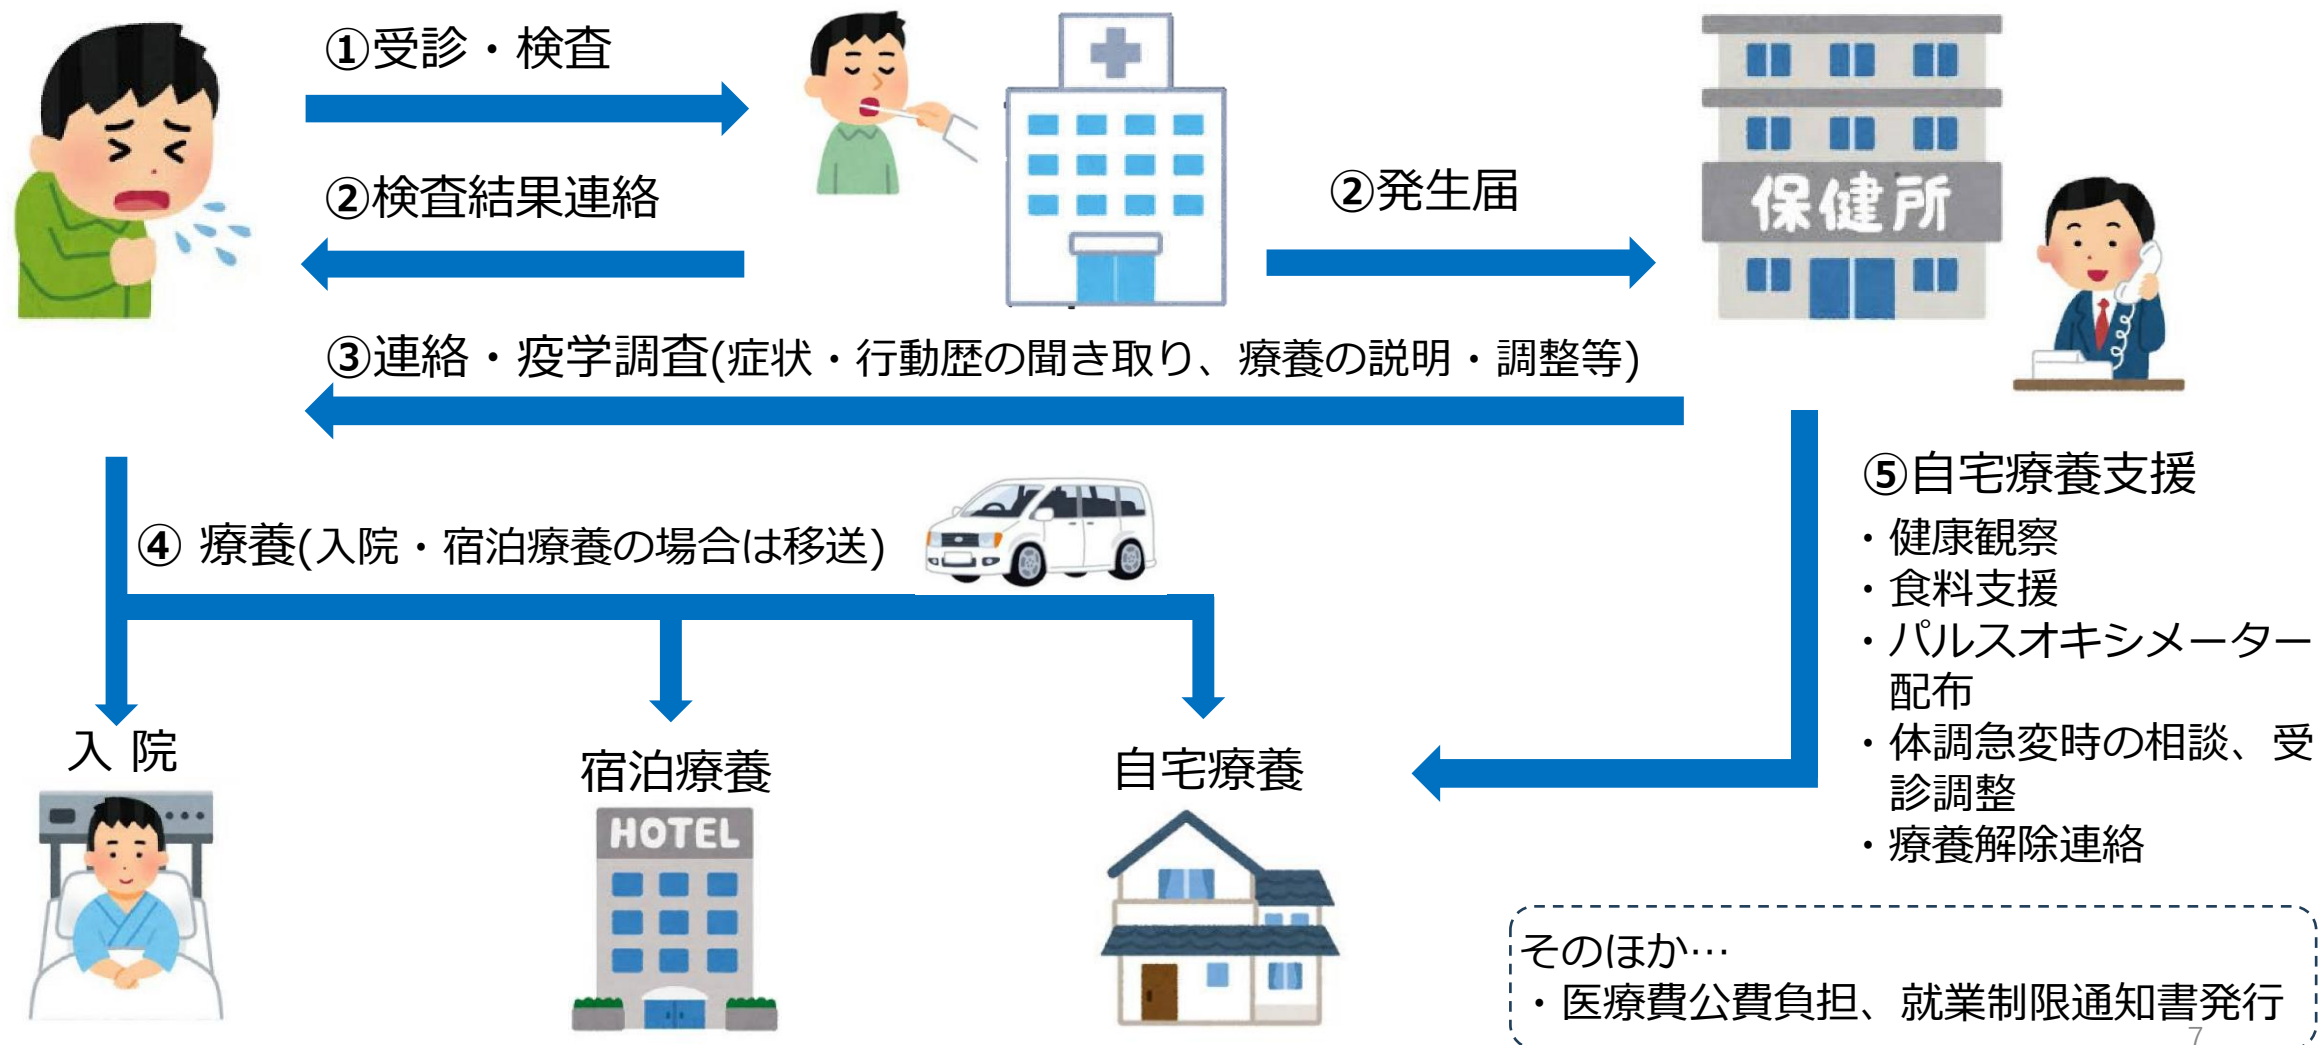 ①受診・検査
②検査結果連絡
②発生届
保健所
③連絡・疫学調査(症状・行動歴の聞き取り、療養の説明・調整等)
④ 療養(入院・宿泊療養の場合は移送)
⑤自宅療養支援
・健康観察
・食料支援
・パルスオキシメーター
配布
・体調急変時の相談、受
診調整
・療養解除連絡
入 院
宿泊療養
自宅療養
HOTEL
そのほか…
・医療費公費負担、就業制限通知書発行
7